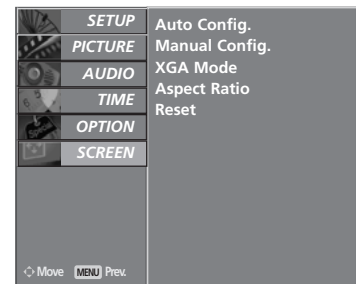 SETUP
PICTURE
AUDIO
TIME
OPTION
SCREEN
Auto Config.
Manual Config.
XGA Mode
Aspect Ratio
Reset
Move MENU Prev.